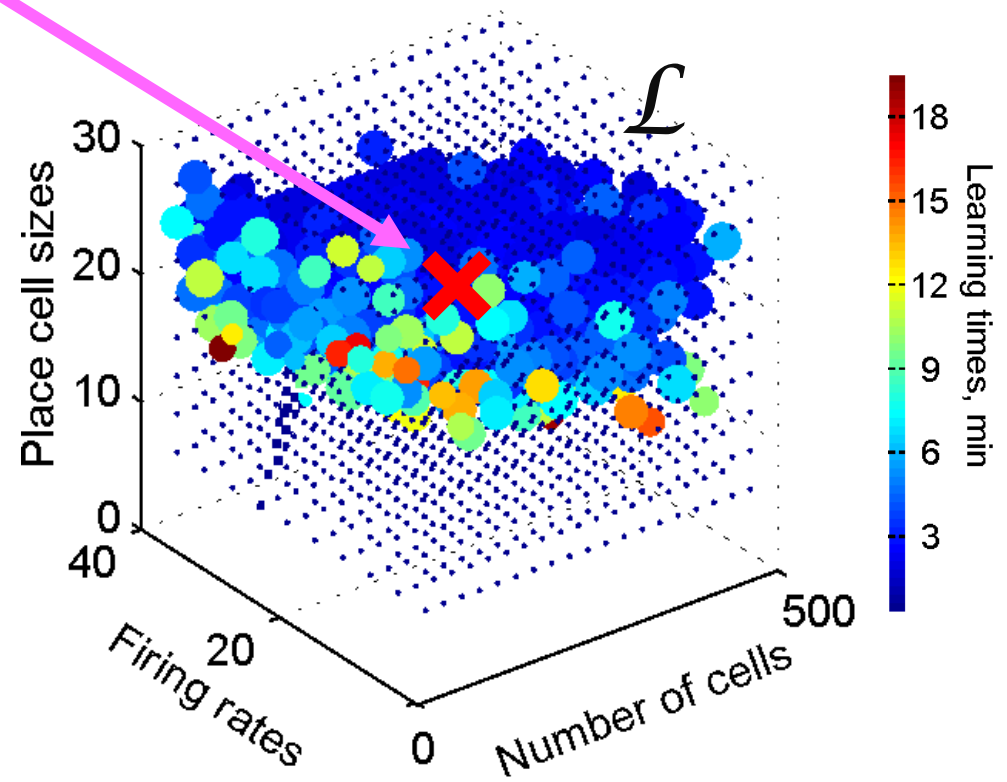 ℒ
30
20
10
0
Place cell sizes
40
20
0
Firing rates
500
Number of cells
18
15
12
9
6
3
Learning times, min